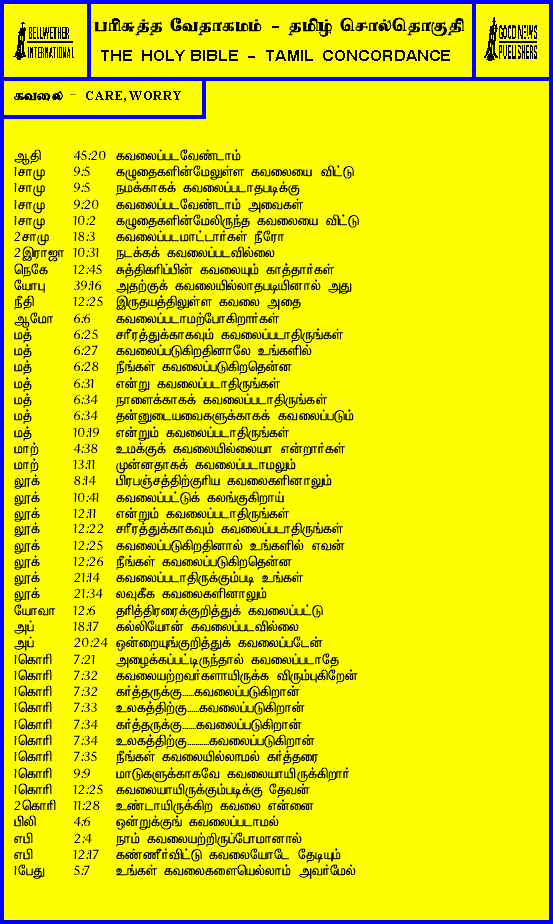 BELLWETHER
INTERNATIONAL
பரிசுத்த வேதாகமம் - தமிழ் சொல்தொகுதி
THE HOLY BIBLE - TAMIL CONCORDANCE
GOOD NEWS
PUBLISHERS
கவலை - CARE, WORRY
ஆதி 45:20 கவலைப்படவேண்டாம்
1சாமு 9:5 கழுதைகளின்மேலுள்ள கவலையை விட்டு
1சாமு 9:5 நமக்காகக் கவலைப்படாதபடிக்கு
1சாமு 9:20 கவலைப்படவேண்டாம் அவைகள்
1சாமு 10:2 கழுதைகளின்மேலிருந்த கவலையை விட்டு
2சாமு 18:3 கவலைப்படமாட்டார்கள் நீரோ
2இராஜா 10:31 நடக்கக் கவலைப்படவில்லை
நெகே 12:45 சுத்திகரிப்பின் கவலையும் காத்தார்கள்
யோபு 39:16 அதற்குக் கவலையில்லாதபடியினால் அது
நீதி 12:25 இருதயத்திலுள்ள கவலை அதை
ஆமோ 6:6 கவலைப்படாமற்போகிறார்கள்
மத் 6:25 சரீரத்துக்காகவும் கவலைப்படாதிருங்கள்
மத் 6:27 கவலைப்படுகிறதினாலே உங்களில்
மத் 6:28 நீங்கள் கவலைப்படுகிறதென்ன
மத் 6:31 என்று கவலைப்படாதிருங்கள்
மத் 6:34 நாளைக்காகக் கவலைப்படாதிருங்கள்
மத் 6:34 தன்னுடையவைகளுக்காகக் கவலைப்படும்
மத் 10:19 என்றும் கவலைப்படாதிருங்கள்
மாற் 4:38 உமக்குக் கவலையில்லையா என்றார்கள்
மாற் 13:11 முன்னதாகக் கவலைப்படாமலும்
லூக் 8:14 பிரபஞ்சத்திற்குரிய கவலைகளினாலும்
லூக் 10:41 கவலைப்பட்டுக் கலங்குகிறாய்
லூக் 12:11 என்றும் கவலைப்படாதிருங்கள்
லூக் 12:22 சரீரத்துக்காகவும் கவலைப்படாதிருங்கள்
லூக் 12:25 கவலைப்படுகிறதினால் உங்களில் எவன்
லூக் 12:26 நீங்கள் கவலைப்படுகிறதென்ன
லூக் 21:14 கவலைப்படாதிருக்கும்படி உங்கள்
லூக் 21:34 லவுகீக கவலைகளினாலும்
யோவா 12:6 தரித்திரரைக்குறித்துக் கவலைப்பட்டு
அப் 18:17 கல்லியோன் கவலைப்படவில்லை
அப் 20:24 ஒன்றையுங்குறித்துக் கவலைப்படேன்
1கொரி 7:21 அழைக்கப்பட்டிருந்தால் கவலைப்படாதே
1கொரி 7:32 கவலையற்றவர்களாயிருக்க விரும்புகிறேன்
1கொரி 7:32 கர்த்தருக்கு.....கவலைப்படுகிறான்
1கொரி 7:33 உலகத்திற்கு.....கவலைப்படுகிறான்
1கொரி 7:34 கர்த்தருக்கு......கவலைப்படுகிறான்
1கொரி 7:34 உலகத்திற்கு..........கவலைப்படுகிறான்
1கொரி 7:35 நீங்கள் கவலையில்லாமல் கர்த்தரை
1கொரி 9:9 மாடுகளுக்காகவே கவலையாயிருக்கிறார்
1கொரி 12:25 கவலையாயிருக்கும்படிக்கு தேவன்
2கொரி 11:28 உண்டாயிருக்கிற கவலை என்னை
பிலி 4:6 ஒன்றுக்குங் கவலைப்படாமல்
எபி 2:4 நாம் கவலையற்றிருப்போமானால்
எபி 12:17 கண்ணீர்விட்டு கவலையோடே தேடியும்
1பேது 5:7 உங்கள் கவலைகளையெல்லாம் அவர்மேல்